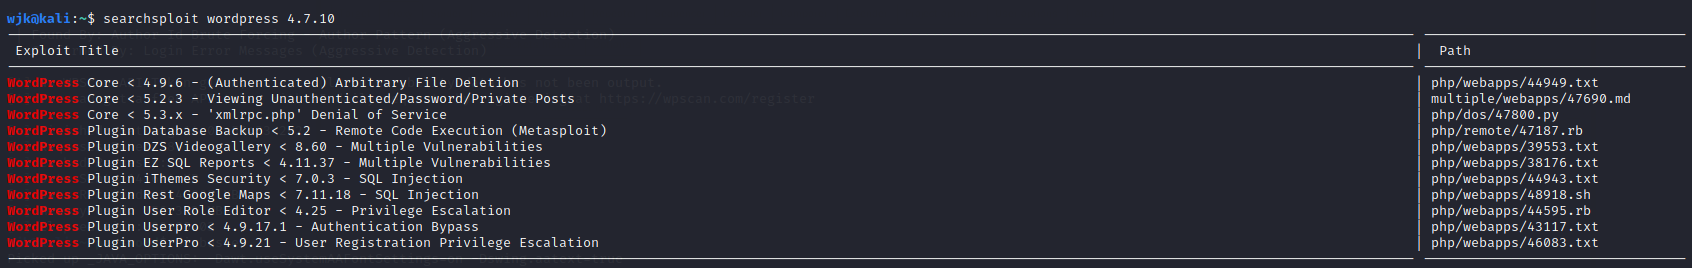 wjk@kali:~$ searchsploit wordpress 4.7.10
Exploit Title | Path
WordPress Core < 4.9.6 - (Authenticated) Arbitrary File Deletion | php/webapps/44949.txt
WordPress Core < 5.2.3 - Viewing Unauthenticated/Password/Private Posts | multiple/webapps/47690.md
WordPress Core < 5.3.x - 'xmlrpc.php' Denial of Service | php/dos/47800.py
WordPress Plugin Database Backup < 5.2 - Remote Code Execution (Metasploit) | php/remote/47187.rb
WordPress Plugin DZS Videogallery < 8.60 - Multiple Vulnerabilities | php/webapps/39553.txt
WordPress Plugin EZ SQL Reports < 4.11.37 - Multiple Vulnerabilities | php/webapps/38176.txt
WordPress Plugin iThemes Security < 7.0.3 - SQL Injection | php/webapps/44943.txt
WordPress Plugin Rest Google Maps < 7.11.18 - SQL Injection | php/webapps/48918.sh
WordPress Plugin User Role Editor < 4.25 - Privilege Escalation | php/webapps/44595.rb
WordPress Plugin Userpro < 4.9.17.1 - Authentication Bypass | php/webapps/43117.txt
WordPress Plugin UserPro < 4.9.21 - User Registration Privilege Escalation | php/webapps/46083.txt